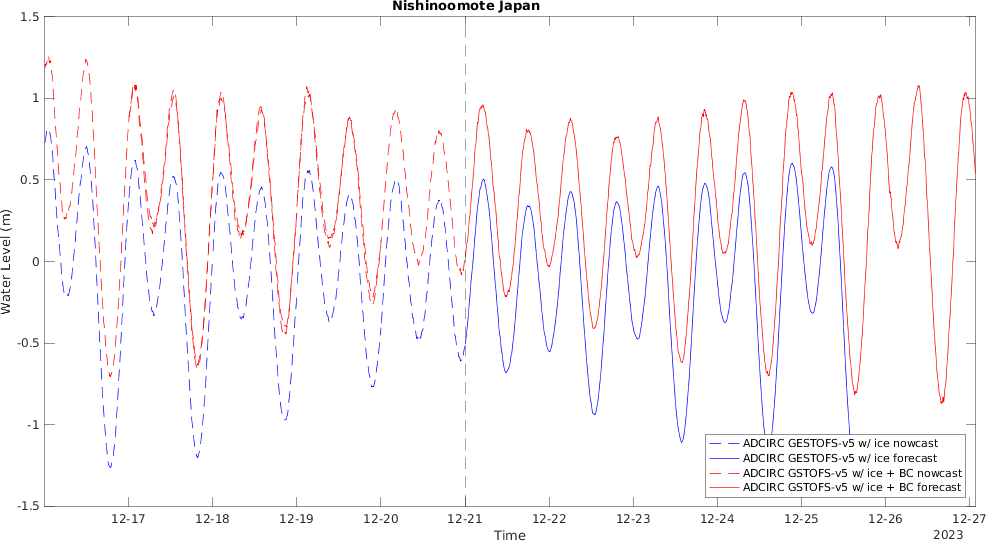 Nishinoomote Japan
Water Level (m)
1.5
1
0.5
0
-0.5
-1
-1.5
ADCIRC GESTOFS-v5 w/ ice nowcast
ADCIRC GESTOFS-v5 w/ ice forecast
ADCIRC GSTOFS-v5 w/ ice + BC nowcast
ADCIRC GSTOFS-v5 w/ ice + BC forecast
12-17 12-18 12-19 12-20 12-21 12-22 12-23 12-24 12-25 12-26 12-27
Time
2023